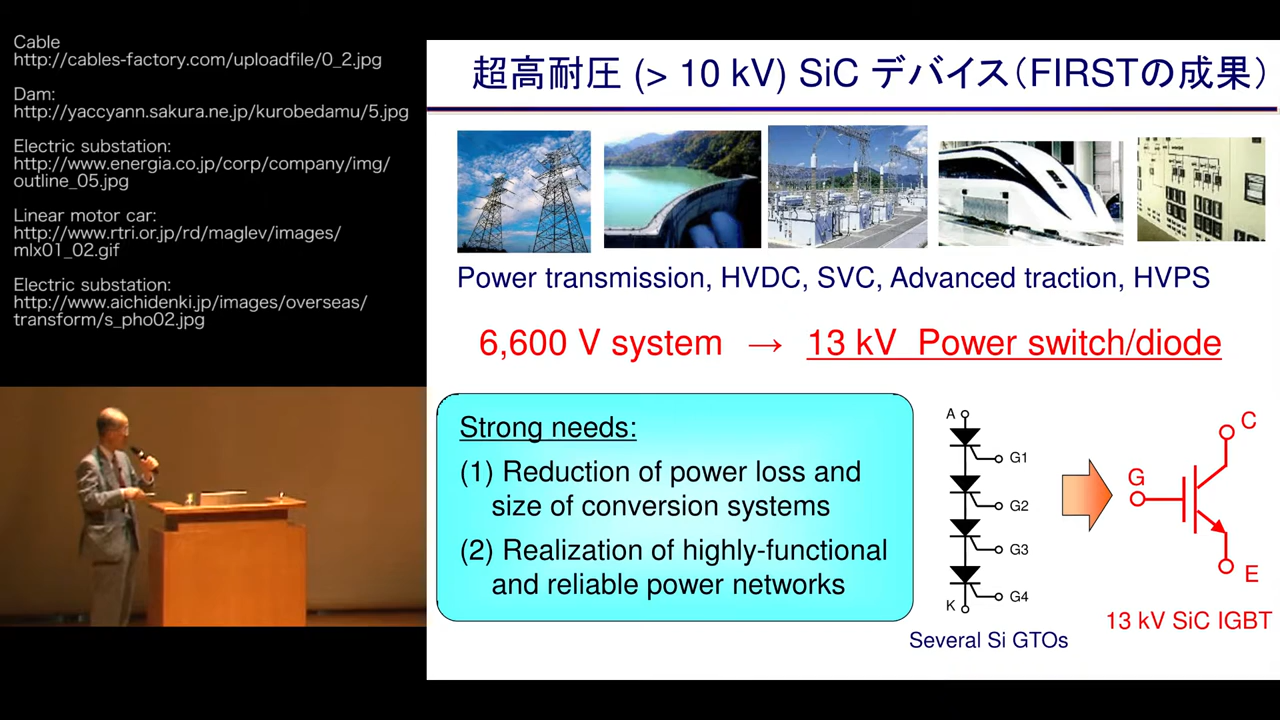 Cable
http://cables-factory.com/uploadfile/0_2.jpg
Dam:
http://yaccyann.sakura.ne.jp/kurobedamu/5.jpg
Electric substation:
http://www.energia.co.jp/corp/company/img/
outline_05.jpg
Linear motor car:
http://www.rtri.or.jp/rd/maglev/images/
mlx01_02.gif
Electric substation:
http://www.aichidenki.jp/images/overseas/
transform/s_pho02.jpg
超高耐圧 (> 10 kV) SiC デバイス（FIRSTの成果）
Power transmission, HVDC, SVC, Advanced traction, HVPS
6,600 V system → 13 kV Power switch/diode
Strong needs:
(1) Reduction of power loss and
size of conversion systems
(2) Realization of highly-functional
and reliable power networks
A
G1
G2
G3
G4
K
Several Si GTOs
C
G
E
13 kV SiC IGBT